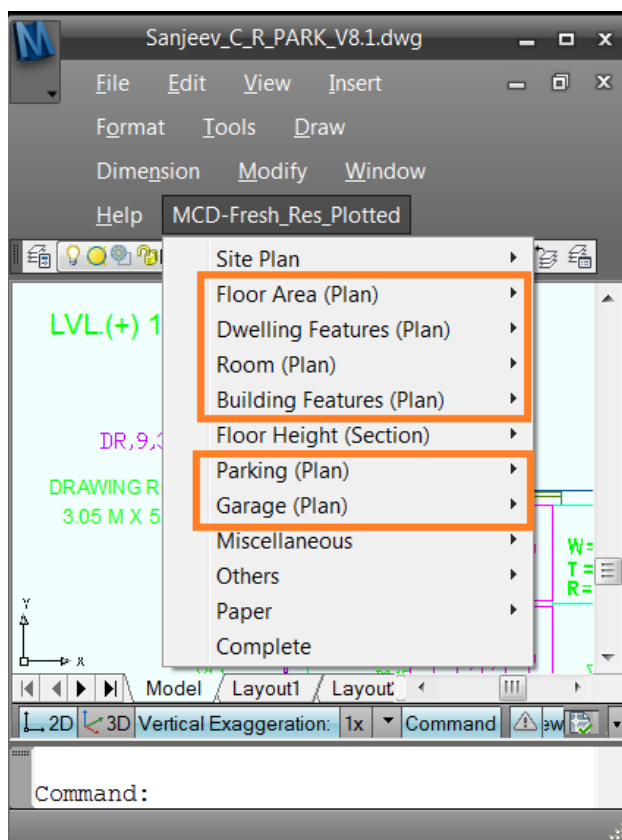 Sanjeev_C_R_PARK_V8.1.dwg
File Edit View Insert
Format Tools Draw
Dimension Modify Window
Help MCD-Fresh_Res_Plotted
Site Plan
Floor Area (Plan)
Dwelling Features (Plan)
Room (Plan)
Building Features (Plan)
Floor Height (Section)
Parking (Plan)
Garage (Plan)
Miscellaneous
Others
Paper
Complete
LVL.(+) 1
DR,9,3
DRAWING R
3.05 M X 5
W=
T=
R=
Y
X
Model Layout1 Layout
2D 3D Vertical Exaggeration: 1x Command
Command: